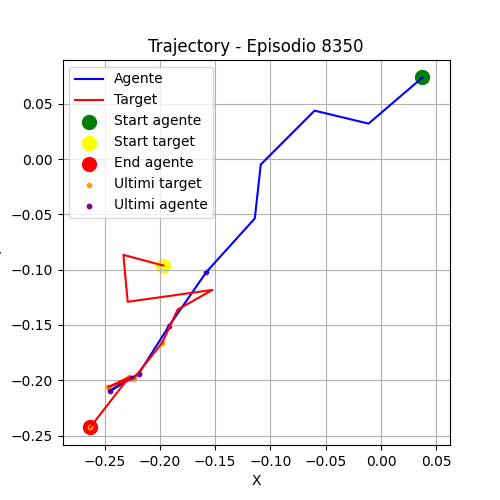 Trajectory - Episodio 8350
Agente
Target
Start agente
Start target
End agente
Ultimi target
Ultimi agente
0.05
0.00
−0.05
−0.10
−0.15
−0.20
−0.25
−0.25
−0.20
−0.15
−0.10
−0.05
0.00
0.05
X